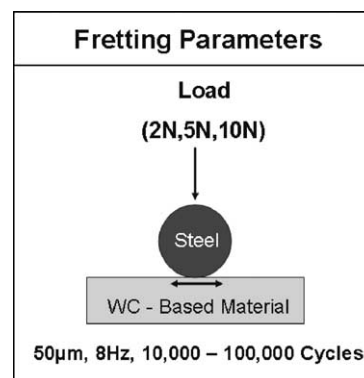 Fretting Parameters
Load
(2N,5N,10N)
Steel
WC - Based Material
50µm, 8Hz, 10,000 – 100,000 Cycles